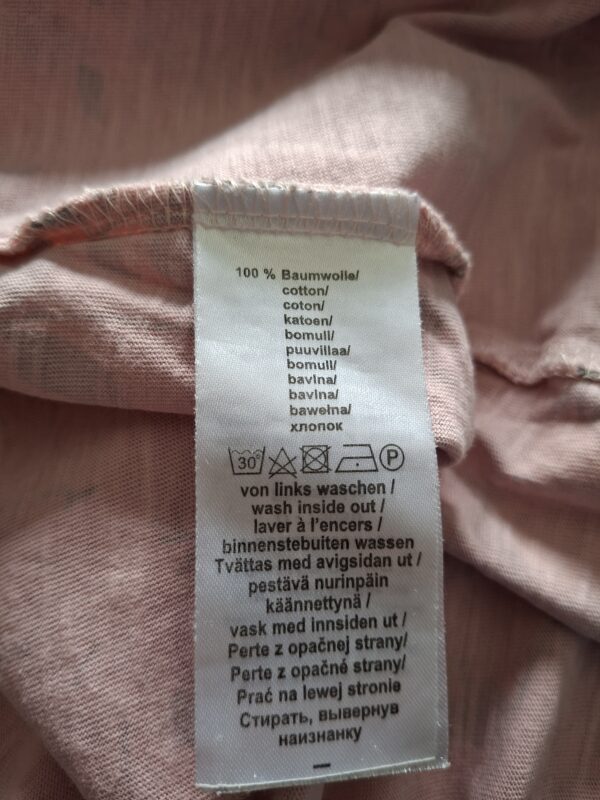 100 % Baumwolle/
cotton/
coton/
katoen/
bomull/
puuvillaa/
bomull/
bavlna/
bavlna/
bawełna/
хлопок
30° P
von links waschen /
wash inside out /
laver à l'encers /
binnenstebuiten wassen
Tvättas med avigsidan ut /
pestävä nurinpäin
käännettynä /
vask med innsiden ut /
Perte z opačnej strany/
Perte z opačné strany/
Prać na lewej stronie
Стирать, вывернув
наизнанку